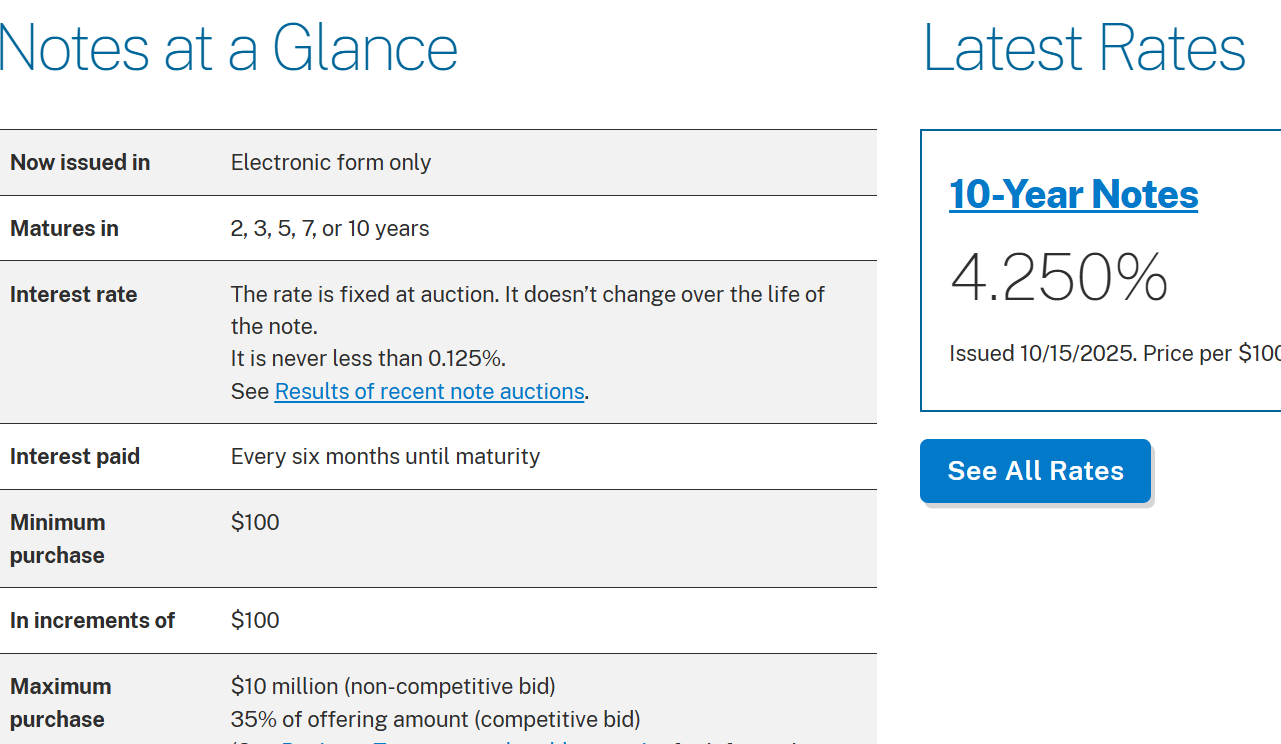 Notes at a Glance
Now issued in Electronic form only
Matures in 2, 3, 5, 7, or 10 years
Interest rate The rate is fixed at auction. It doesn’t change over the life of
the note.
It is never less than 0.125%.
See Results of recent note auctions.
Interest paid Every six months until maturity
Minimum $100
purchase
In increments of $100
Maximum $10 million (non-competitive bid)
purchase 35% of offering amount (competitive bid)
Latest Rates
10-Year Notes
4.250%
Issued 10/15/2025. Price per $100
See All Rates